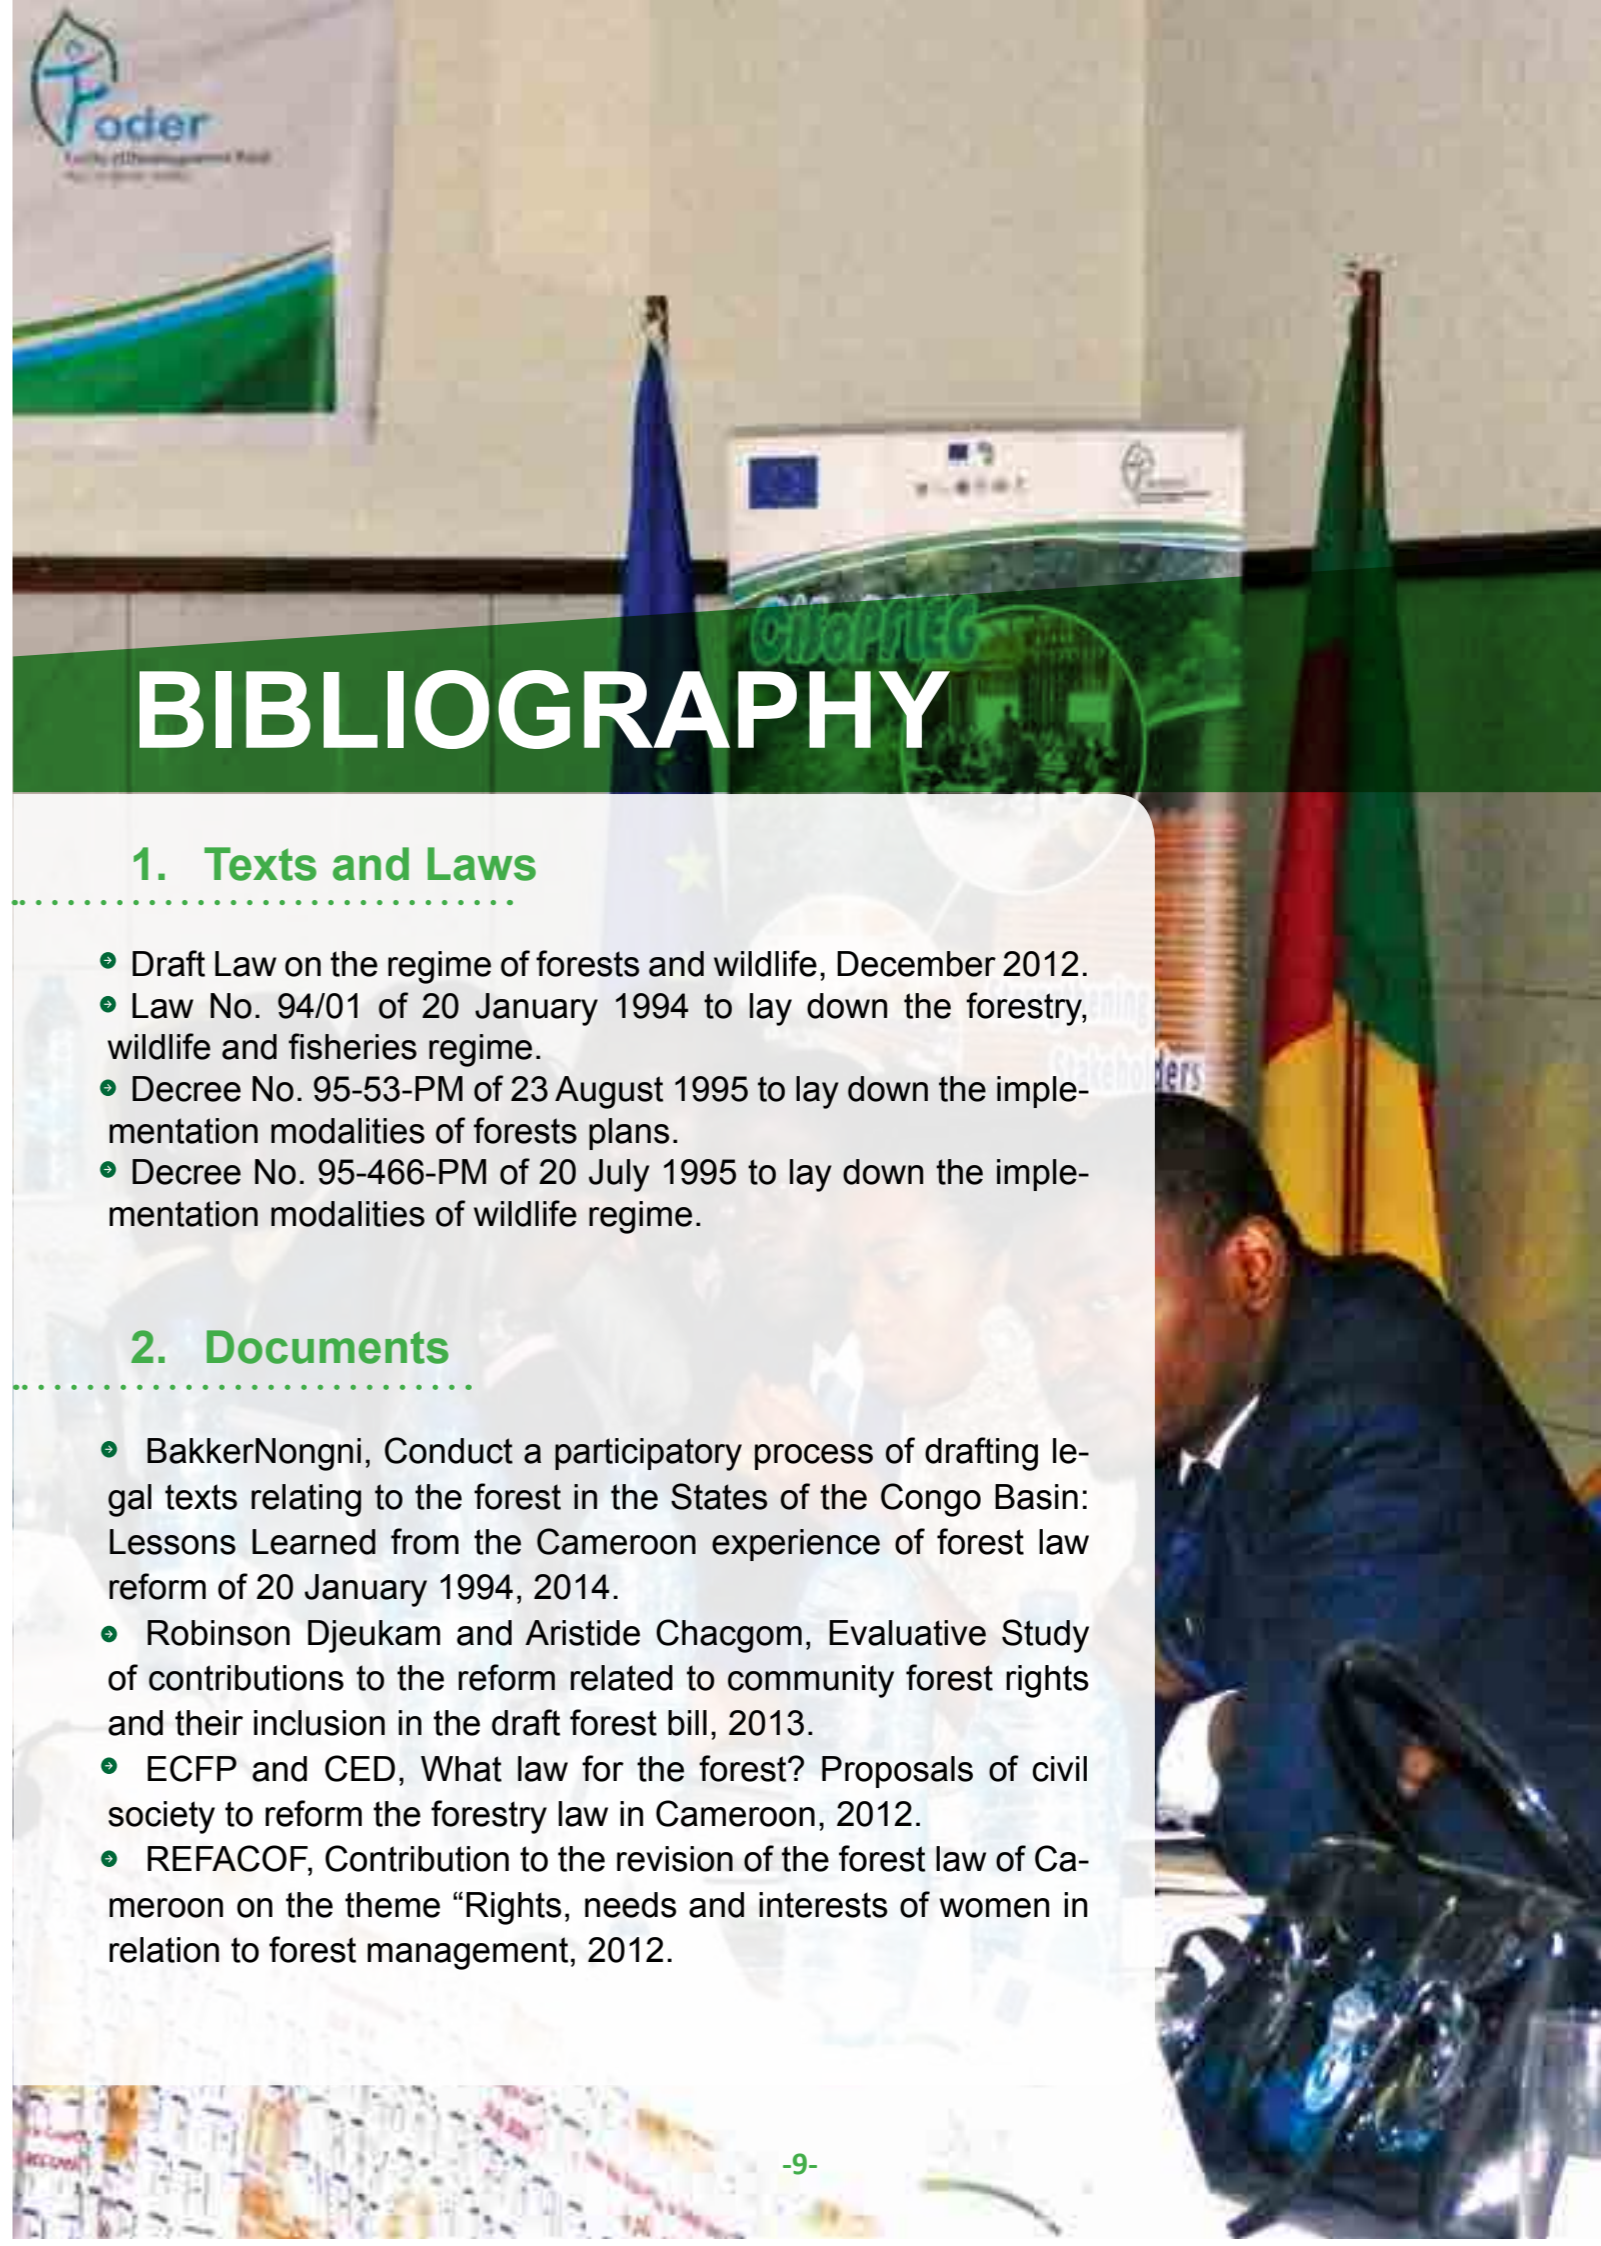 Foder
BIBLIOGRAPHY
1. Texts and Laws
Draft Law on the regime of forests and wildlife, December 2012.
Law No. 94/01 of 20 January 1994 to lay down the forestry,
wildlife and fisheries regime.
Decree No. 95-53-PM of 23 August 1995 to lay down the imple-
mentation modalities of forests plans.
Decree No. 95-466-PM of 20 July 1995 to lay down the imple-
mentation modalities of wildlife regime.
Strengthening
Stakeholders
2. Documents
BakkerNongni, Conduct a participatory process of drafting le-
gal texts relating to the forest in the States of the Congo Basin:
Lessons Learned from the Cameroon experience of forest law
reform of 20 January 1994, 2014.
Robinson Djeukam and Aristide Chacgom, Evaluative Study
of contributions to the reform related to community forest rights
and their inclusion in the draft forest bill, 2013.
ECFP and CED, What law for the forest? Proposals of civil
society to reform the forestry law in Cameroon, 2012.
REFACOF, Contribution to the revision of the forest law of Ca-
meroon on the theme “Rights, needs and interests of women in
relation to forest management, 2012.
-9-